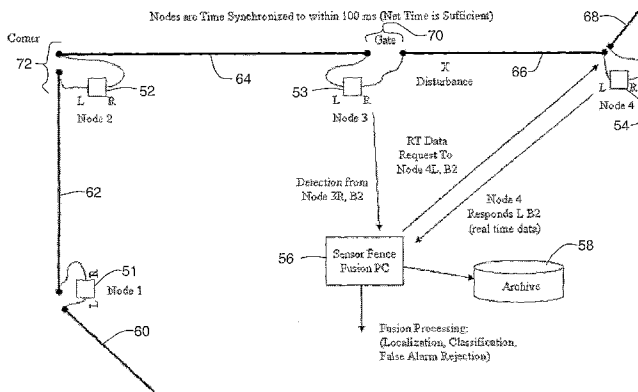 Nodes are Time Synchronized to within 100 ms (Net Time is Sufficient)
68
70
Corner
Gate
72
64
66
X
Disturbance
L R
52
Node 2
53
L R
Node 3
L R
Node 4
54
62
RT Data
Request To
Node 4L, B2
Detection from
Node 3R, B2
Node 4
Responds L B2
(real time data)
56
Sensor Fence
Fusion PC
58
Archive
51
L R
Node 1
60
Fusion Processing:
(Localization, Classification,
False Alarm Rejection)